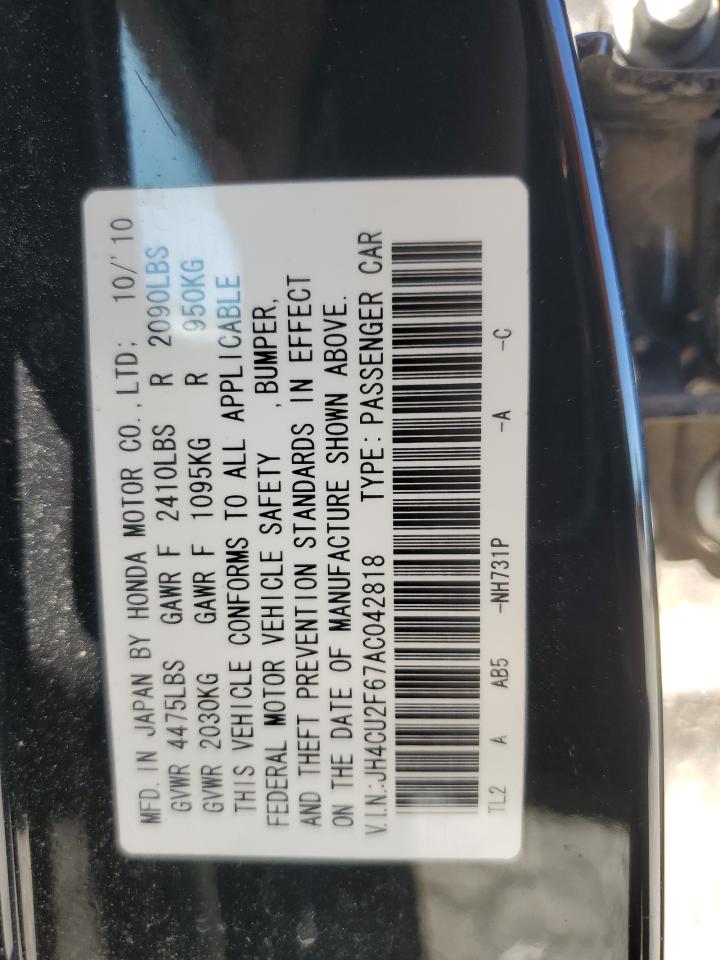 MFD. IN JAPAN BY HONDA MOTOR CO., LTD; 10/'10
GVWR 4475LBS GAWR F 2410LBS R 2090LBS
GVWR 2030KG GAWR F 1095KG R 950KG
THIS VEHICLE CONFORMS TO ALL APPLICABLE
FEDERAL MOTOR VEHICLE SAFETY , BUMPER,
AND THEFT PREVENTION STANDARDS IN EFFECT
ON THE DATE OF MANUFACTURE SHOWN ABOVE.
V.I.N.:JH4CU2F67AC042818 TYPE: PASSENGER CAR
TL2 A AB5 -NH731P -A -C